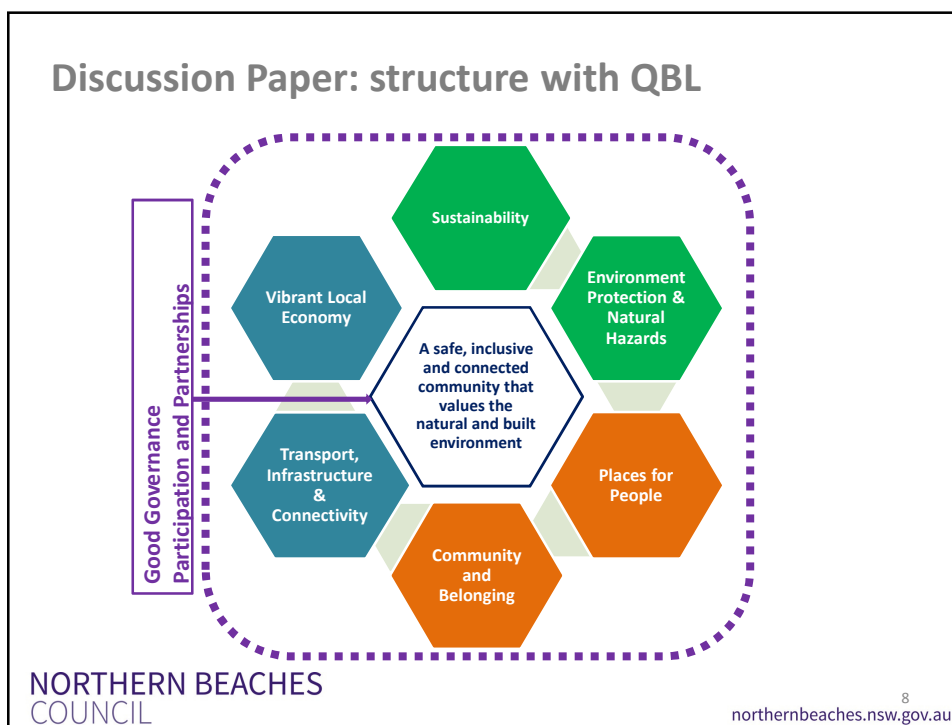 Discussion Paper: structure with QBL
Good Governance
Participation and Partnerships
Sustainability
Vibrant Local
Economy
Environment
Protection &
Natural
Hazards
A safe, inclusive
and connected
community that
values the
natural and built
environment
Transport,
Infrastructure
&
Connectivity
Places for
People
Community
and
Belonging
NORTHERN BEACHES
COUNCIL
8
northernbeaches.nsw.gov.au